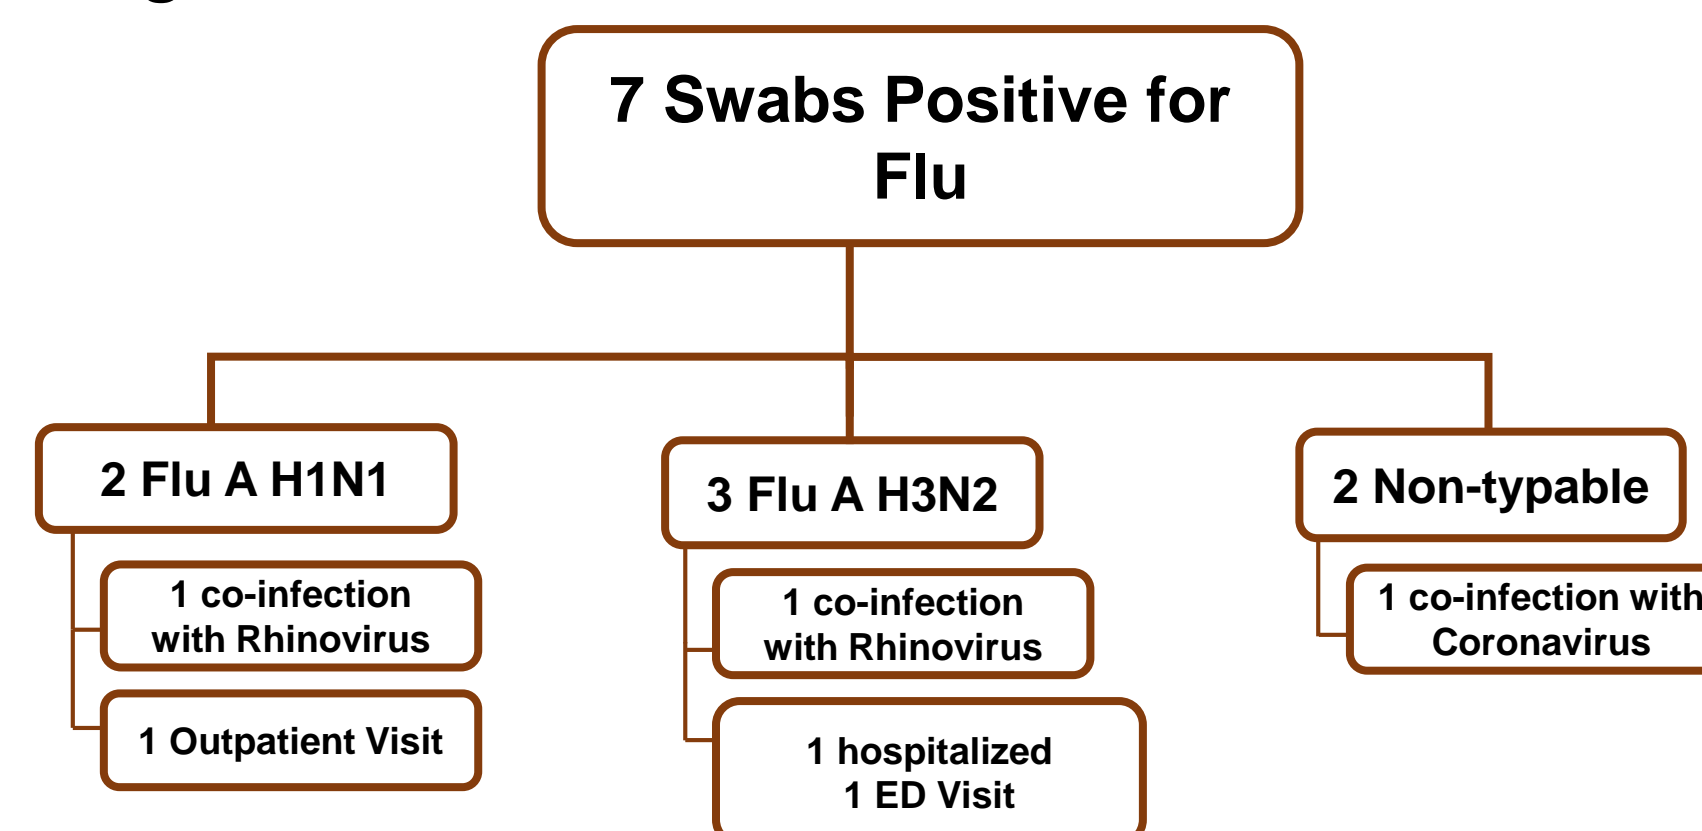 7 Swabs Positive for
Flu
2 Flu A H1N1
1 co-infection
with Rhinovirus
1 Outpatient Visit
3 Flu A H3N2
1 co-infection
with Rhinovirus
1 hospitalized
1 ED Visit
2 Non-typable
1 co-infection with
Coronavirus